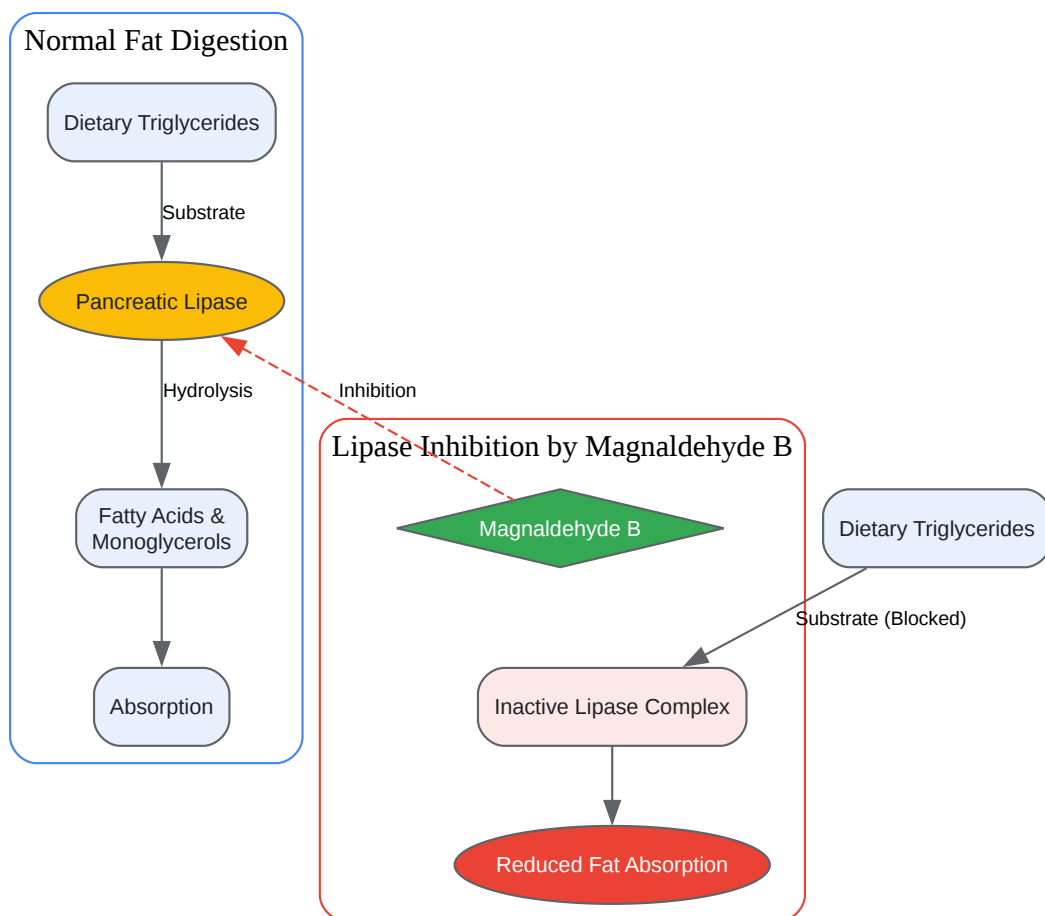 Normal Fat Digestion
Dietary Triglycerides
Substrate
Pancreatic Lipase
Hydrolysis
Fatty Acids &
Monoglycerols
Absorption
Inhibition
Lipase Inhibition by Magnaldehyde B
Magnaldehyde B
Dietary Triglycerides
Substrate (Blocked)
Inactive Lipase Complex
Reduced Fat Absorption